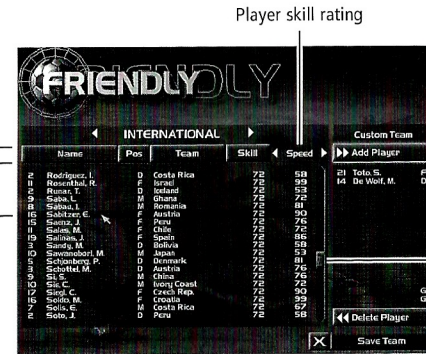 Player skill rating
FRIENDLY
INTERNATIONAL
Custom Team
Name Pos Team Skill Speed Add Player
2 Rodriguez, I. D Costa Rica 72 58
11 Rosenthal, R. F Israel 72 99
2 Runar, T. D Iceland 72 53
9 Saba, L. M Ghana 72 72
8 Sabau, I. M Romania 72 81
16 Sabitzer, E. F Austria 72 90
15 Saenz, J. F Peru 72 76
11 Salas, M. F Chile 72 72
19 Salinas, J. F Spain 72 86
3 Sandy, M. D Bolivia 72 58
10 Sawanobori, M. M Japan 72 53
5 Schjonberg, P. D Denmark 72 81
3 Schottel, M. D Austria 72 76
9 Si, S. M China 72 76
10 Sie, C. M Ivory Coast 72 72
17 Siegl, C. F Czech Rep. 72 90
16 Soldo, M. F Croatia 72 99
7 Solis, E. M Costa Rica 72 67
2 Soto, J. D Peru 72 58
21 Toto, S. F
14 De Wolf, M. D
G
G
Delete Player
X Save Team